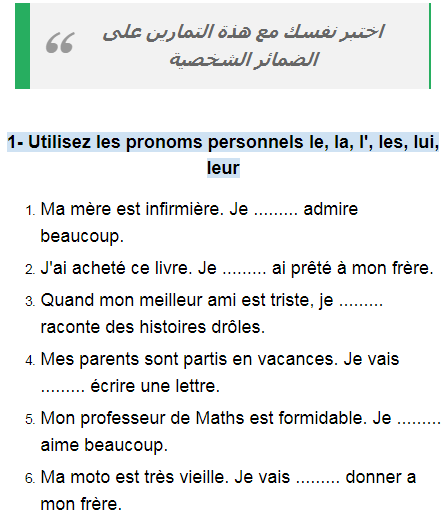 اختبر نفسك مع هذة التمارين على
الضمائر الشخصية
1- Utilisez les pronoms personnels le, la, l', les, lui,
leur
1. Ma mère est infirmière. Je ......... admire
beaucoup.
2. J'ai acheté ce livre. Je ......... ai prêté à mon frère.
3. Quand mon meilleur ami est triste, je .........
raconte des histoires drôles.
4. Mes parents sont partis en vacances. Je vais
......... écrire une lettre.
5. Mon professeur de Maths est formidable. Je .........
aime beaucoup.
6. Ma moto est très vieille. Je vais ......... donner a
mon frère.